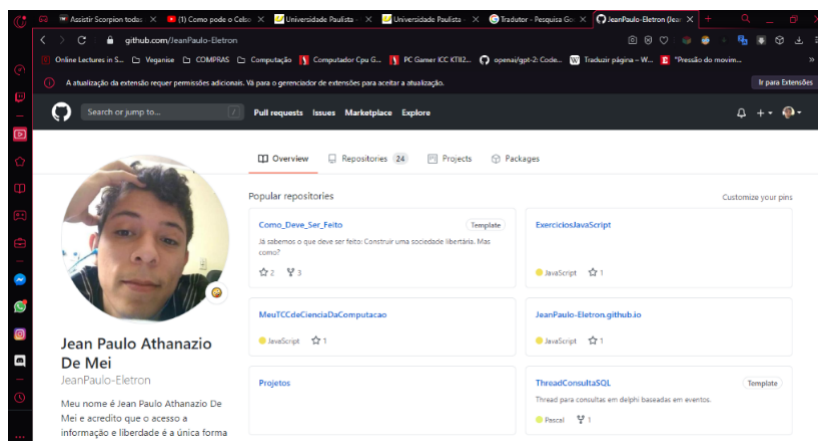 Assistir Scorpion todas
(1) Como pode o Celso
Universidade Paulista -
Universidade Paulista -
Tradutor - Pesquisa Go
JeanPaulo-Eletron (Jea
github.com/JeanPaulo-Eletron
Online Lectures in S...
Veganise
COMPRAS
Computação
Computador Cpu G...
PC Gamer ICC KT82...
openai/gpt-2: Code...
Traduzir página – W...
"Pressão do movim...
A atualização da extensão requer permissões adicionais. Vá para o gerenciador de extensões para aceitar a atualização.
Ir para Extensões
Search or jump to...
/
Pull requests Issues Marketplace Explore
Overview
Repositories 24
Projects
Packages
Popular repositories
Customize your pins
Como_Deve_Ser_Feito
Template
Já sabemos o que deve ser feito: Construir uma sociedade libertária. Mas
como?
2 3
ExerciciosJavaScript
JavaScript 1
MeuTCCdeCienciaDaComputacao
JavaScript 1
JeanPaulo-Eletron.github.io
JavaScript 1
Projetos
ThreadConsultaSQL
Template
Thread para consultas em delphi baseadas em eventos.
Pascal 1
Jean Paulo Athanazio
De Mei
JeanPaulo-Eletron
Meu nome é Jean Paulo Athanazio De
Mei e acredito que o acesso a
informação e liberdade é a única forma